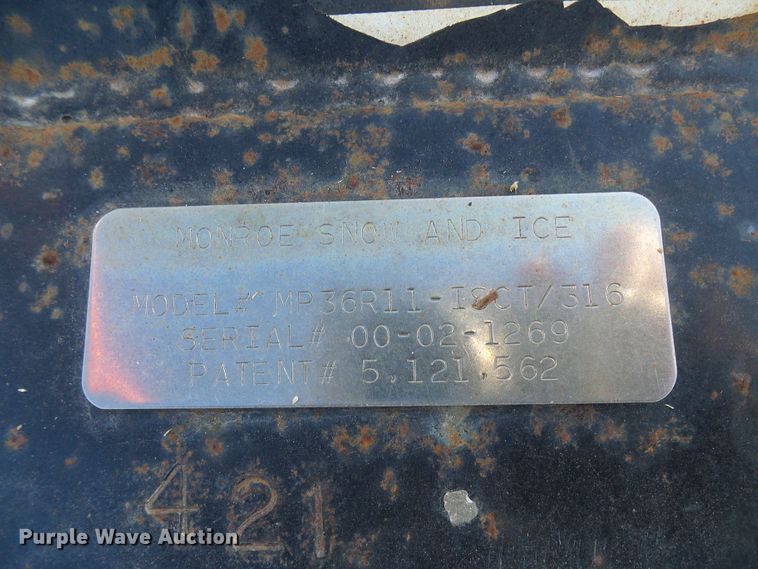 MONROE SNOW AND ICE
MODEL# MP36R11-ISCT/316
SERIAL# 00-02-1269
PATENT# 5,121,562
421
Purple Wave Auction